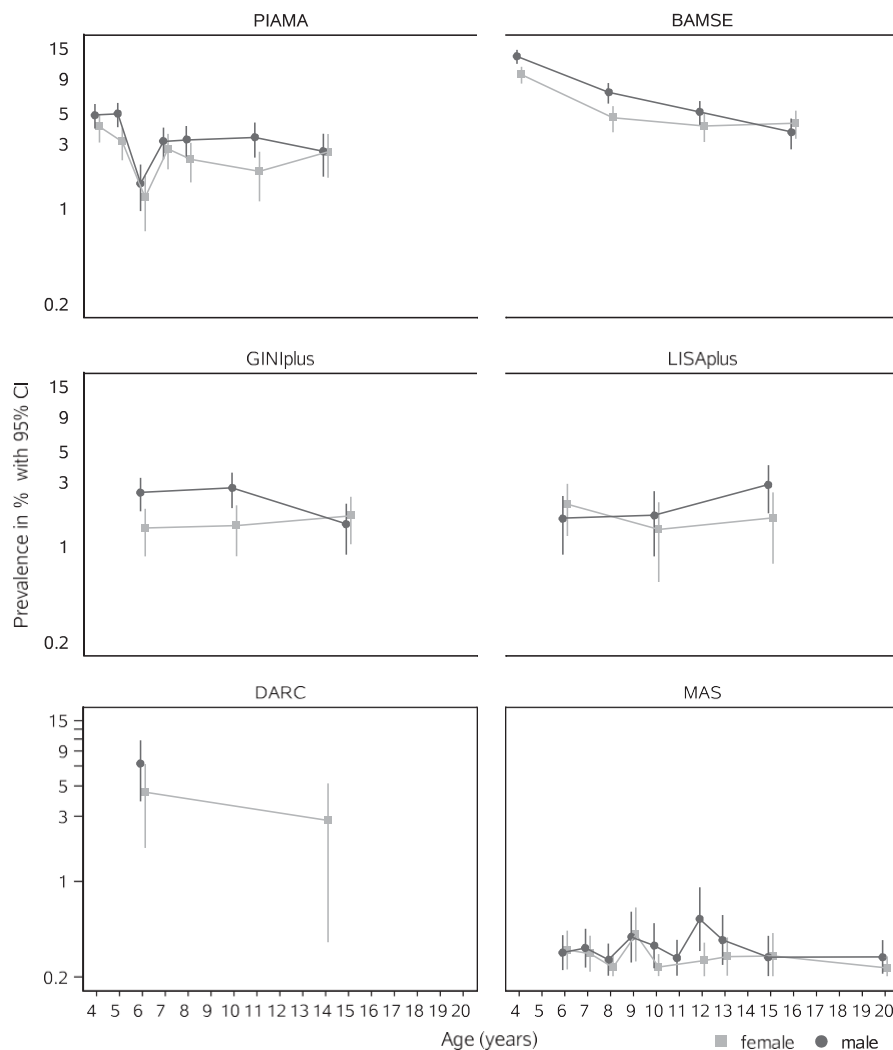 PIAMA BAMSE
15
9
5
3
1
0.2
GINIplus LISAplus
15
9
5
3
1
0.2
Prevalence in % with 95% CI
DARC MAS
15
9
5
3
1
0.2
4 5 6 7 8 9 10 11 12 13 14 15 16 17 18 19 20 4 5 6 7 8 9 10 11 12 13 14 15 16 17 18 19 20
Age (years)
female male